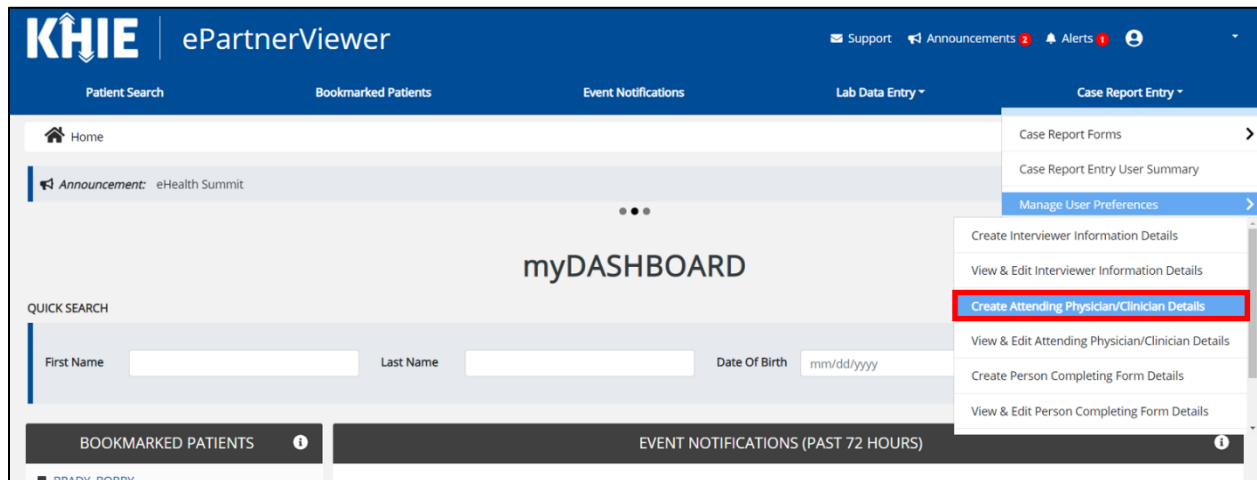 KHIE ePartnerViewer
Support Announcements 2 Alerts 1
Patient Search Bookmarked Patients Event Notifications Lab Data Entry Case Report Entry
Home
Case Report Forms
Case Report Entry User Summary
Announcement: eHealth Summit
Manage User Preferences
Create Interviewer Information Details
View & Edit Interviewer Information Details
Create Attending Physician/Clinician Details
View & Edit Attending Physician/Clinician Details
Create Person Completing Form Details
View & Edit Person Completing Form Details
myDASHBOARD
QUICK SEARCH
First Name Last Name Date Of Birth mm/dd/yyyy
BOOKMARKED PATIENTS EVENT NOTIFICATIONS (PAST 72 HOURS)
BRADY, BOBBY